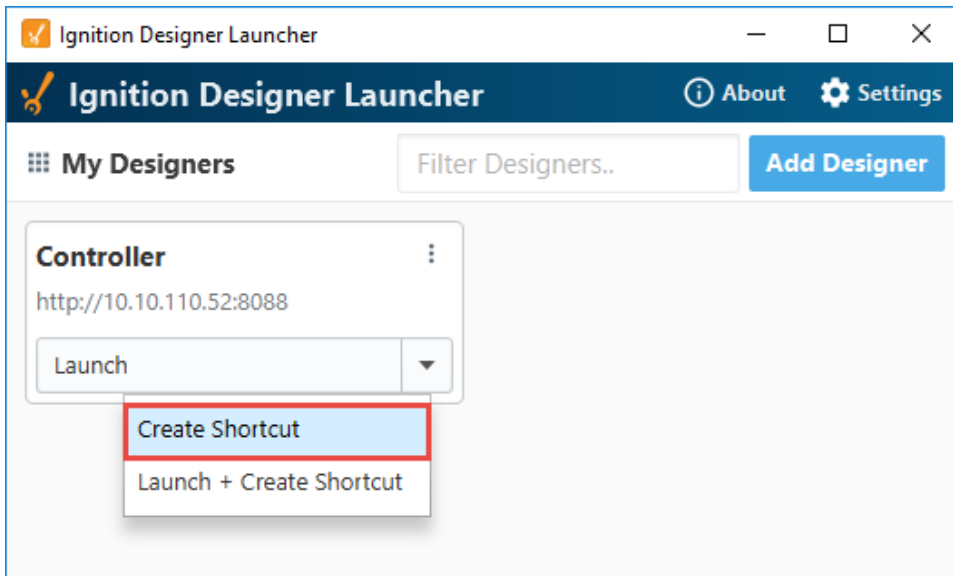 Ignition Designer Launcher
Ignition Designer Launcher About Settings
My Designers Filter Designers.. Add Designer
Controller
http://10.10.110.52:8088
Launch
Create Shortcut
Launch + Create Shortcut